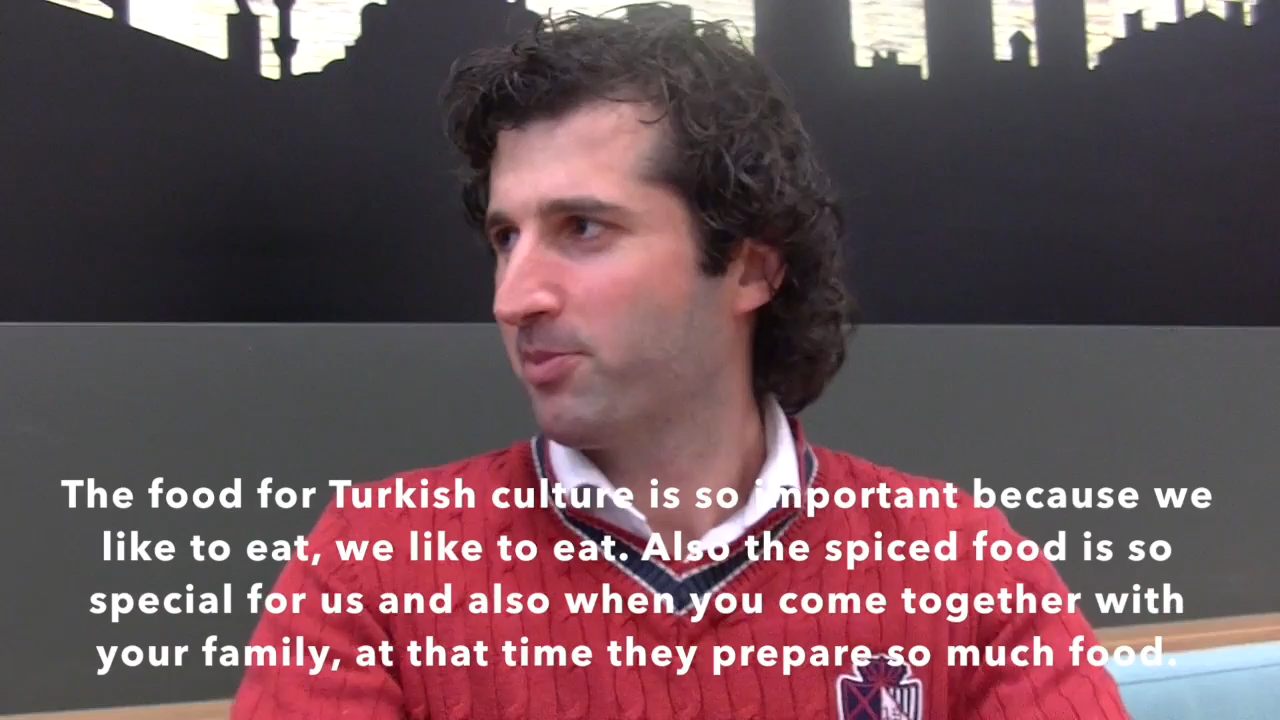 The food for Turkish culture is so important because we
like to eat, we like to eat. Also the spiced food is so
special for us and also when you come together with
your family, at that time they prepare so much food.